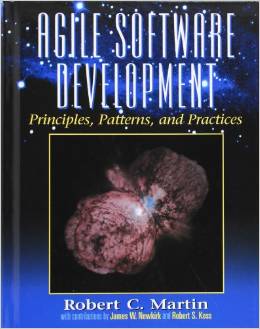 AGILE SOFTWARE
DEVELOPMENT
Principles, Patterns, and Practices
Robert C. Martin
with contributions by James W. Newkirk and Robert S. Koss